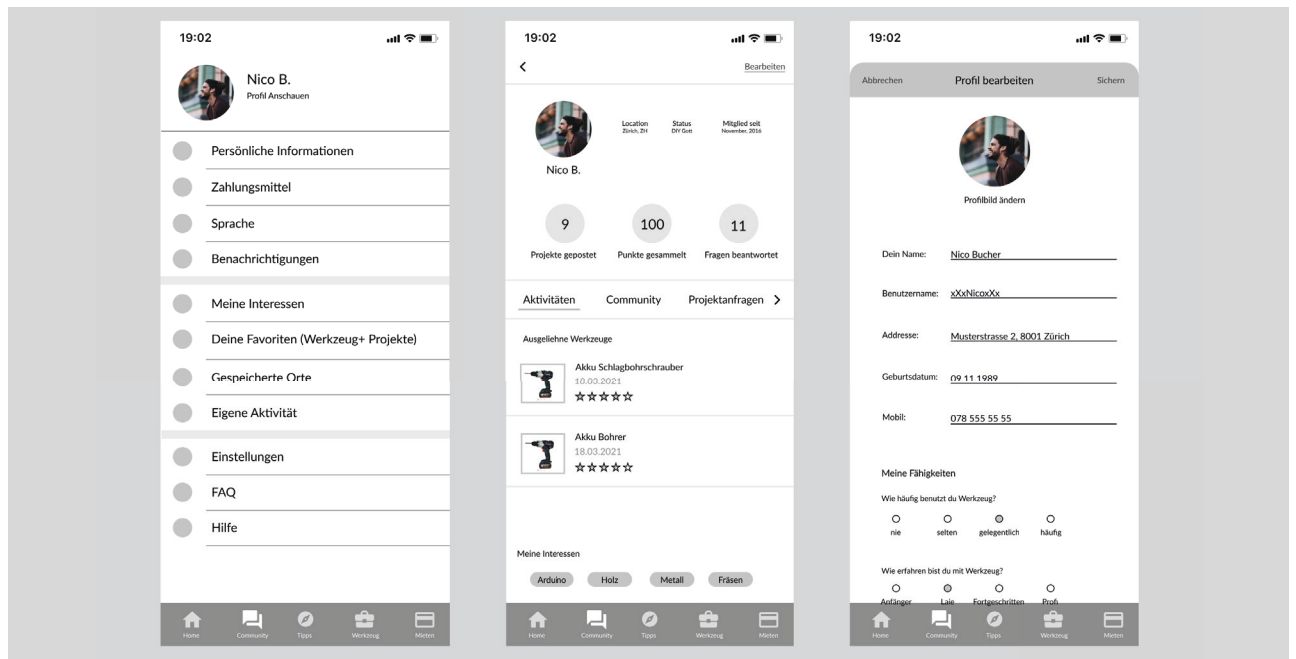 19:02
Nico B.
Profil Anschauen
Persönliche Informationen
Zahlungsmittel
Sprache
Benachrichtigungen
Meine Interessen
Deine Favoriten (Werkzeug+ Projekte)
Gespeicherte Orte
Eigene Aktivität
Einstellungen
FAQ
Hilfe
Home Community Tipps Werkzeug Mieten
19:02
Bearbeiten
Location Status Mitglied seit
Zürich, ZH DIY Gott November, 2016
Nico B.
9 100 11
Projekte gepostet Punkte gesammelt Fragen beantwortet
Aktivitäten Community Projektanfragen
Ausgeliehne Werkzeuge
Akku Schlagbohrschrauber
10.03.2021
Akku Bohrer
18.03.2021
Meine Interessen
Arduino Holz Metall Fräsen
Home Community Tipps Werkzeug Mieten
19:02
Abbrechen Profil bearbeiten Sichern
Profilbild ändern
Dein Name: Nico Bucher
Benutzername: xXxNicoxXx
Addresse: Musterstrasse 2, 8001 Zürich
Geburtsdatum: 09 11 1989
Mobil: 078 555 55 55
Meine Fähigkeiten
Wie häufig benutzt du Werkzeug?
nie selten gelegentlich häufig
Wie erfahren bist du mit Werkzeug?
Anfänger Laie Fortgeschritten Profi
Home Community Tipps Werkzeug Mieten